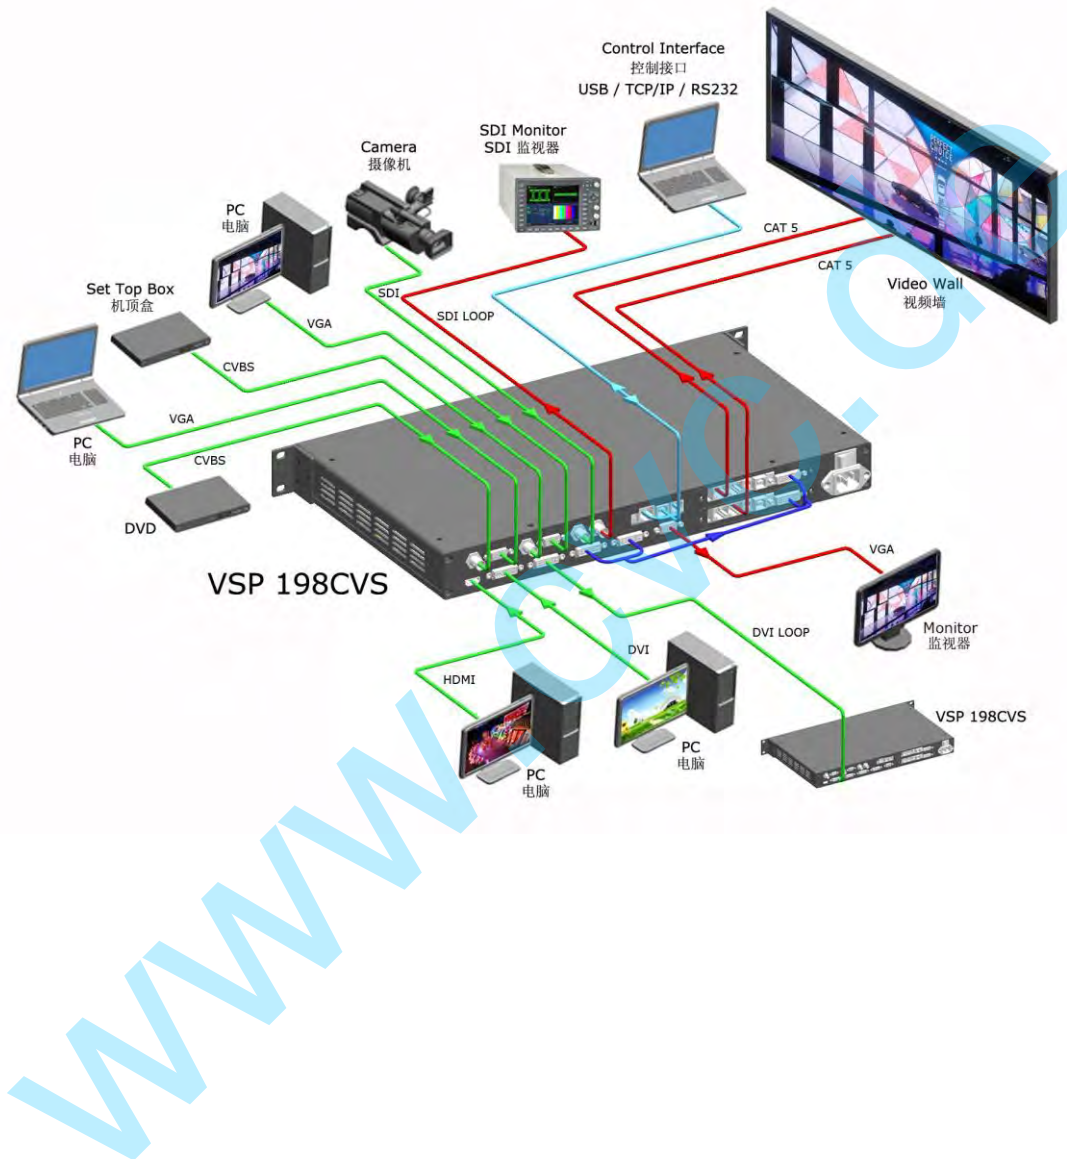 Control Interface
控制接口
USB / TCP/IP / RS232
SDI Monitor
SDI 监视器
Camera
摄像机
PC
电脑
Set Top Box
机顶盒
PERFECT
CHOICE
CAT 5
CAT 5
Video Wall
视频墙
SDI
SDI LOOP
VGA
CVBS
VGA
CVBS
PC
电脑
DVD
VSP 198CVS
VGA
Monitor
监视器
DVI LOOP
DVI
HDMI
VSP 198CVS
PC
电脑
PC
电脑